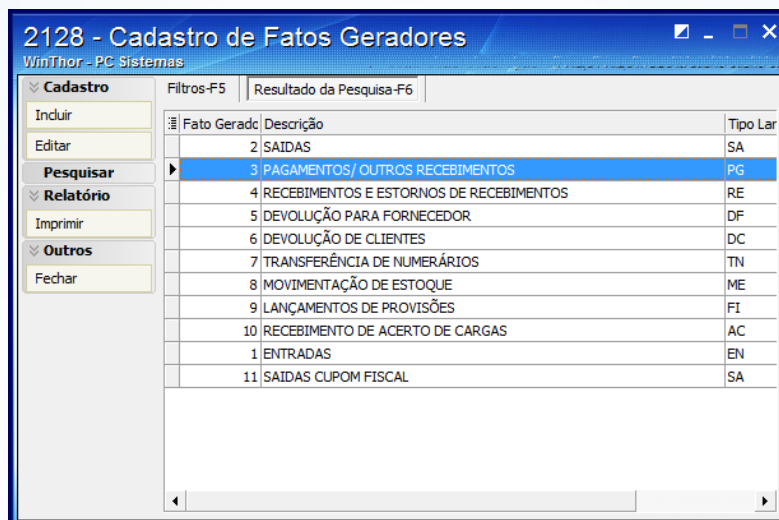 2128 - Cadastro de Fatos Geradores
WinThor - PC Sistemas
Cadastro
Incluir
Editar
Pesquisar
Relatório
Imprimir
Outros
Fechar
Filtros-F5
Resultado da Pesquisa-F6
Fato Gerado Descrição Tipo Lar
2 SAIDAS SA
3 PAGAMENTOS/ OUTROS RECEBIMENTOS PG
4 RECEBIMENTOS E ESTORNOS DE RECEBIMENTOS RE
5 DEVOLUÇÃO PARA FORNECEDOR DF
6 DEVOLUÇÃO DE CLIENTES DC
7 TRANSFERÊNCIA DE NUMERÁRIOS TN
8 MOVIMENTAÇÃO DE ESTOQUE ME
9 LANÇAMENTOS DE PROVISÕES FI
10 RECEBIMENTO DE ACERTO DE CARGAS AC
1 ENTRADAS EN
11 SAIDAS CUPOM FISCAL SA